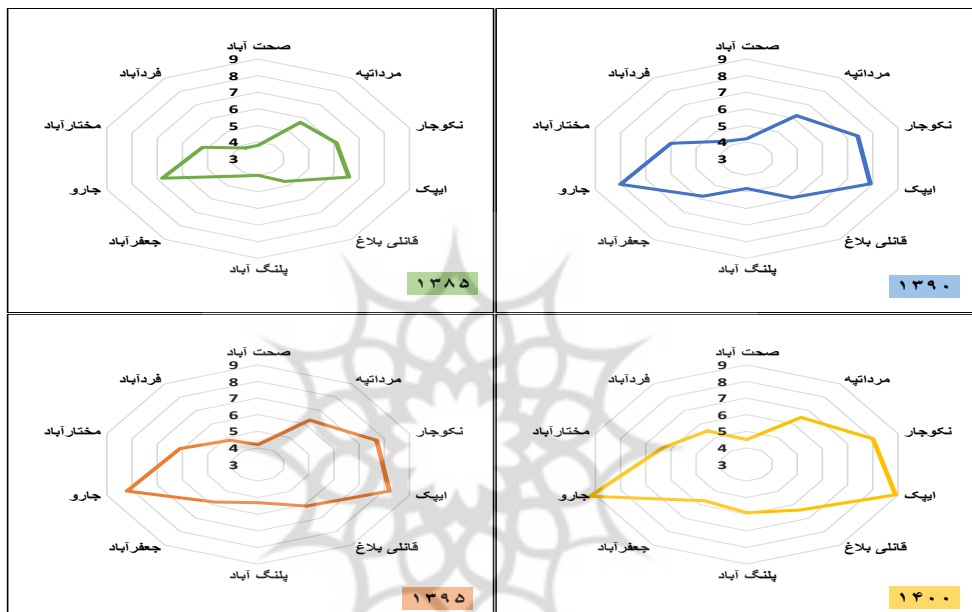 صحت آباد
مرداتپه
نکوجار
ایپک
قانلی بلاغ
پلنگ آباد
جعفرآباد
جارو
مختارآباد
فردآباد
9
8
7
6
5
4
3
۱۳۸۵
صحت آباد
مرداتپه
نکوجار
ایپک
قانلی بلاغ
پلنگ آباد
جعفرآباد
جارو
مختارآباد
فردآباد
9
8
7
6
5
4
3
۱۳۹۰
صحت آباد
مرداتپه
نکوجار
ایپک
قانلی بلاغ
پلنگ آباد
جعفرآباد
جارو
مختارآباد
فردآباد
9
8
7
6
5
4
3
۱۳۹۵
صحت آباد
مرداتپه
نکوجار
ایپک
قانلی بلاغ
پلنگ آباد
جعفرآباد
جارو
مختارآباد
فردآباد
9
8
7
6
5
4
3
۱۴۰۰